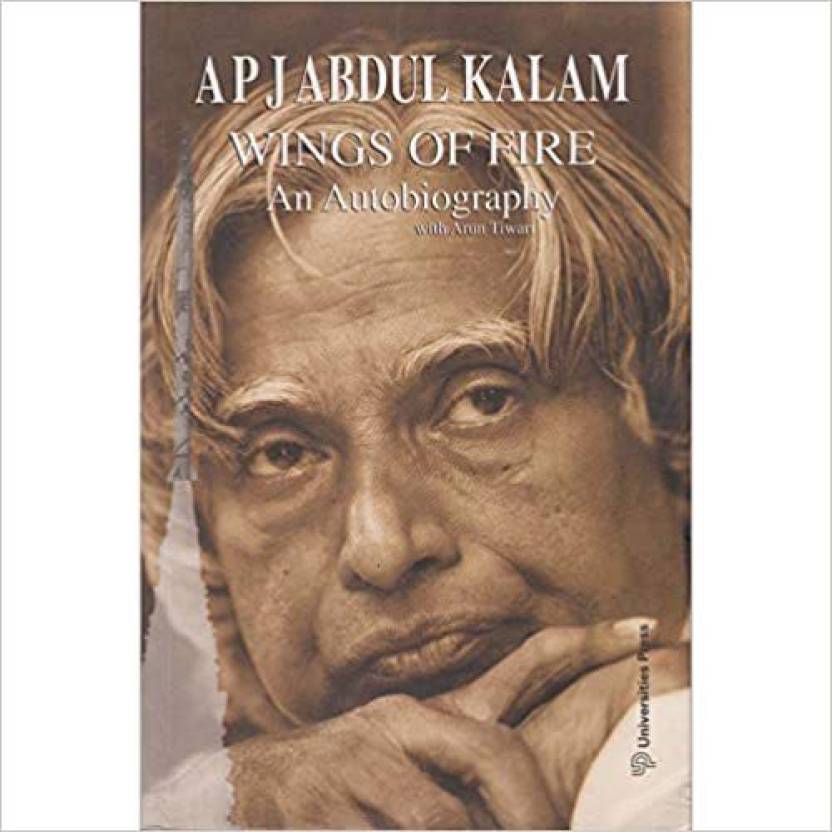 A P J ABDUL KALAM
WINGS OF FIRE
An Autobiography
with Arun Tiwari
Universities Press